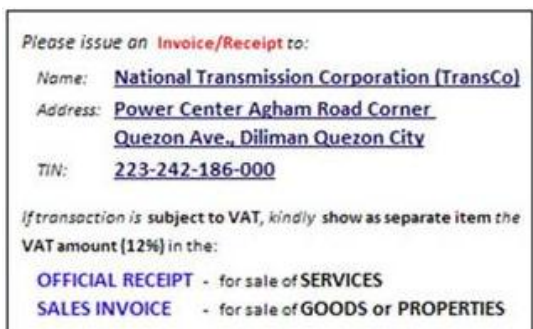 Please issue an Invoice/Receipt to:
Name: National Transmission Corporation (TransCo)
Address: Power Center Agham Road Corner
Quezon Ave., Diliman Quezon City
TIN: 223-242-186-000
If transaction is subject to VAT, kindly show as separate item the
VAT amount (12%) in the:
OFFICIAL RECEIPT - for sale of SERVICES
SALES INVOICE - for sale of GOODS or PROPERTIES